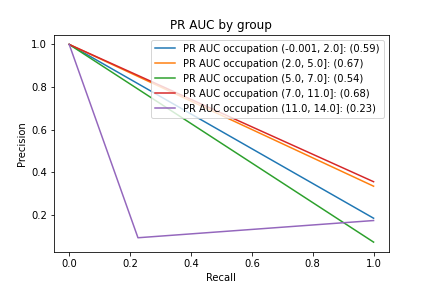 PR AUC by group
PR AUC occupation (-0.001, 2.0]: (0.59)
PR AUC occupation (2.0, 5.0]: (0.67)
PR AUC occupation (5.0, 7.0]: (0.54)
PR AUC occupation (7.0, 11.0]: (0.68)
PR AUC occupation (11.0, 14.0]: (0.23)
Precision
1.0
0.8
0.6
0.4
0.2
0.0 0.2 0.4 0.6 0.8 1.0
Recall